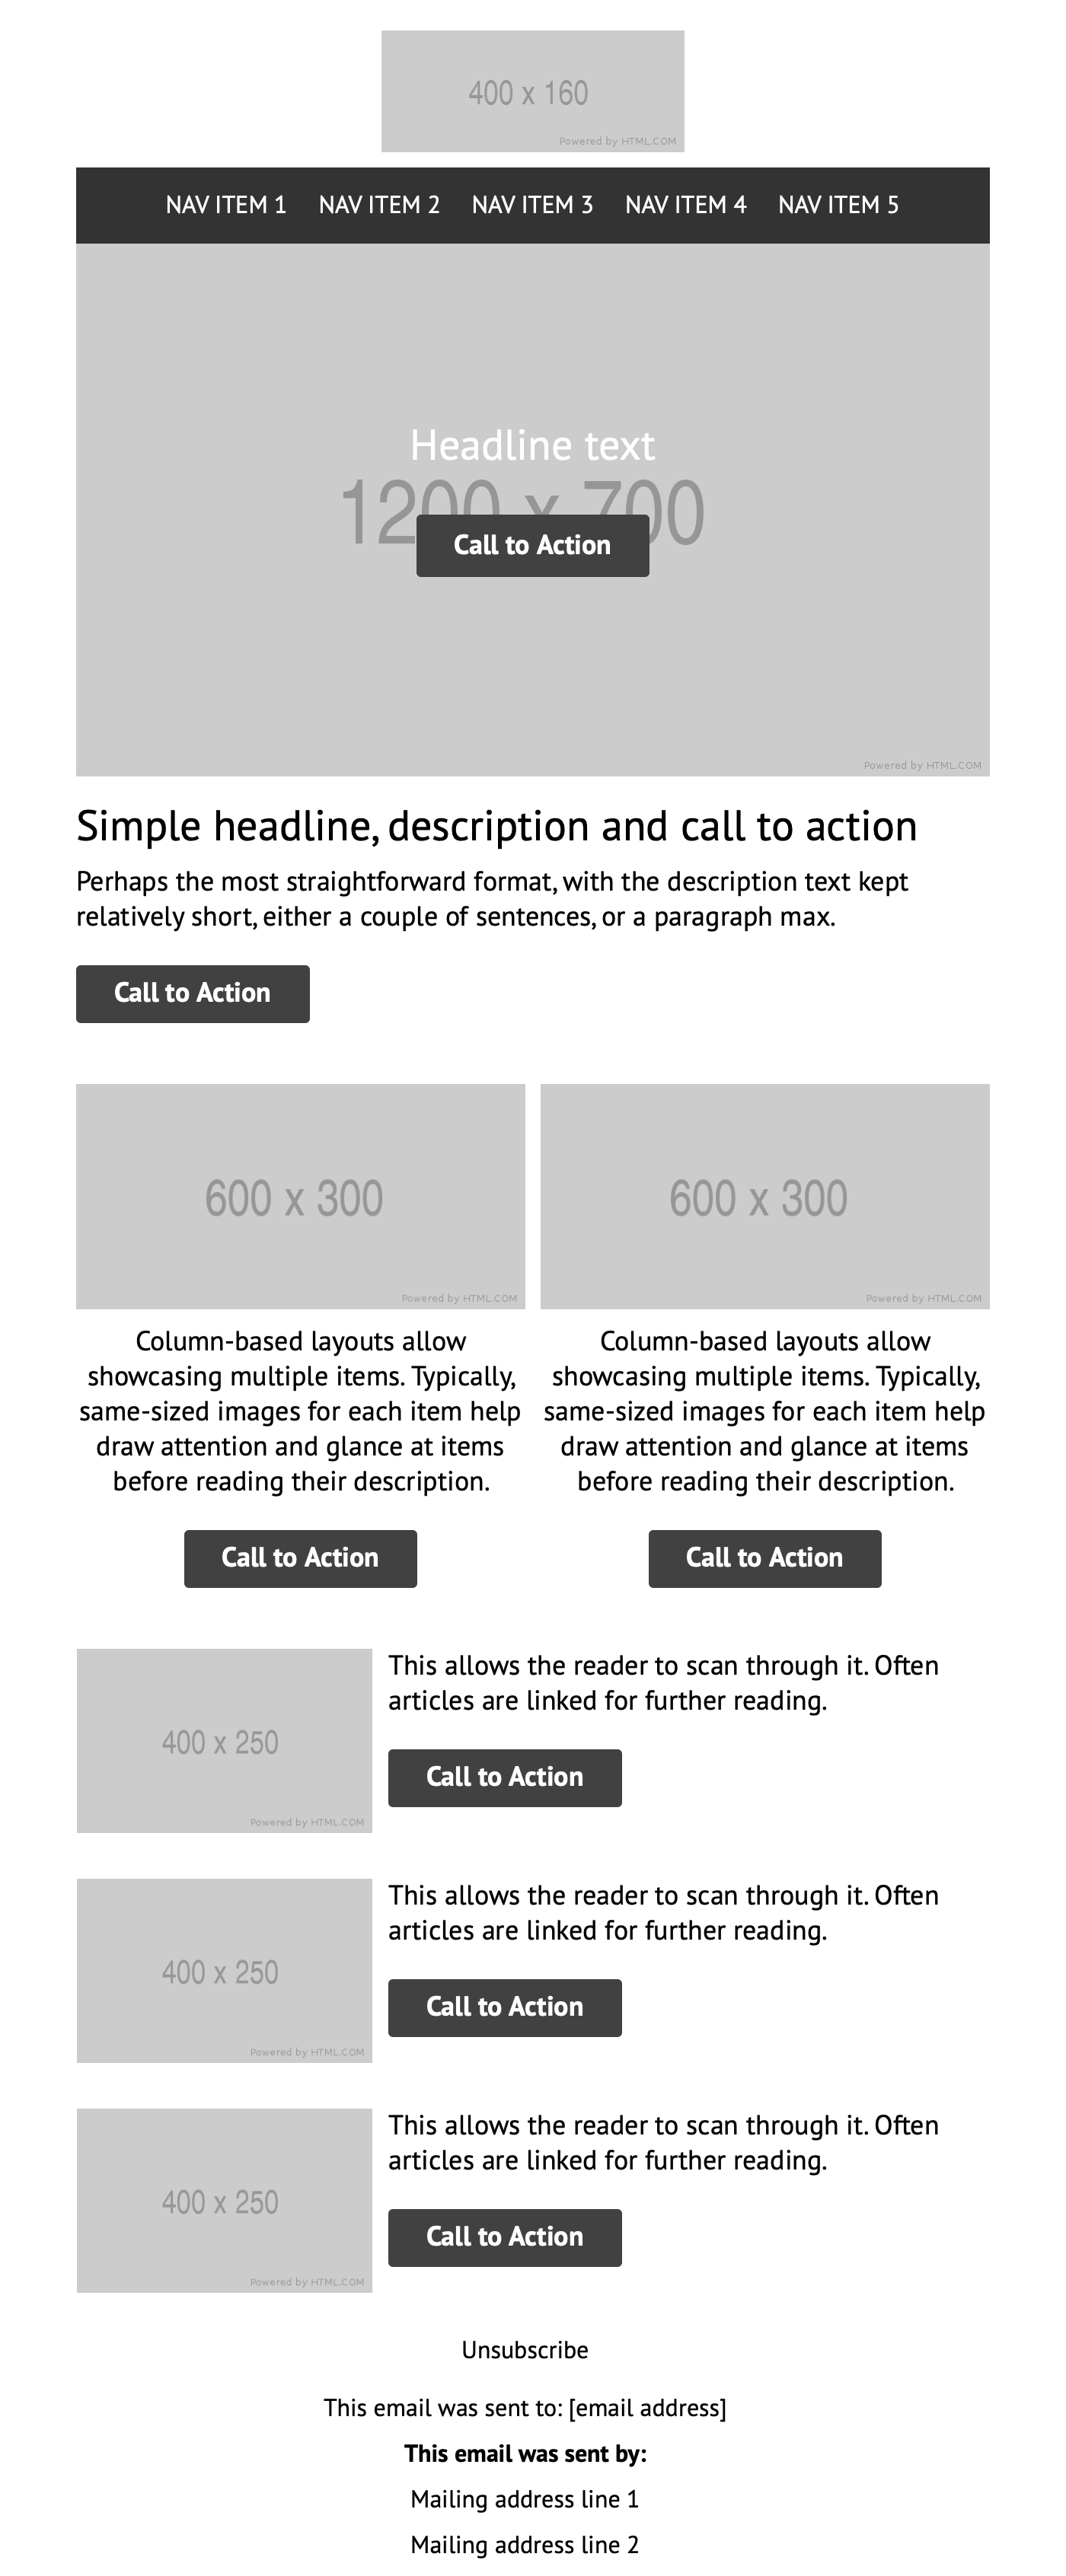 400 x 160
Powered by HTML.COM
NAV ITEM 1 NAV ITEM 2 NAV ITEM 3 NAV ITEM 4 NAV ITEM 5
Headline text
1200 x 700
Call to Action
Powered by HTML.COM
Simple headline, description and call to action
Perhaps the most straightforward format, with the description text kept
relatively short, either a couple of sentences, or a paragraph max.
Call to Action
600 x 300
Powered by HTML.COM
Column-based layouts allow
showcasing multiple items. Typically,
same-sized images for each item help
draw attention and glance at items
before reading their description.
Call to Action
600 x 300
Powered by HTML.COM
Column-based layouts allow
showcasing multiple items. Typically,
same-sized images for each item help
draw attention and glance at items
before reading their description.
Call to Action
400 x 250
Powered by HTML.COM
This allows the reader to scan through it. Often
articles are linked for further reading.
Call to Action
400 x 250
Powered by HTML.COM
This allows the reader to scan through it. Often
articles are linked for further reading.
Call to Action
400 x 250
Powered by HTML.COM
This allows the reader to scan through it. Often
articles are linked for further reading.
Call to Action
Unsubscribe
This email was sent to: [email address]
This email was sent by:
Mailing address line 1
Mailing address line 2